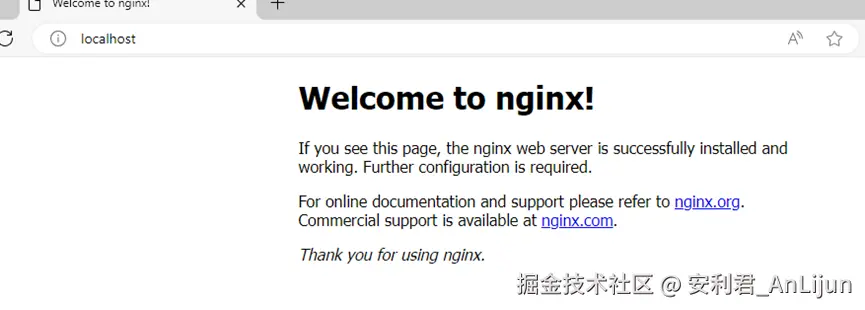 Welcome to nginx!
localhost
Welcome to nginx!
If you see this page, the nginx web server is successfully installed and
working. Further configuration is required.
For online documentation and support please refer to nginx.org.
Commercial support is available at nginx.com.
Thank you for using nginx.
掘金技术社区 @ 安利君_AnLijun